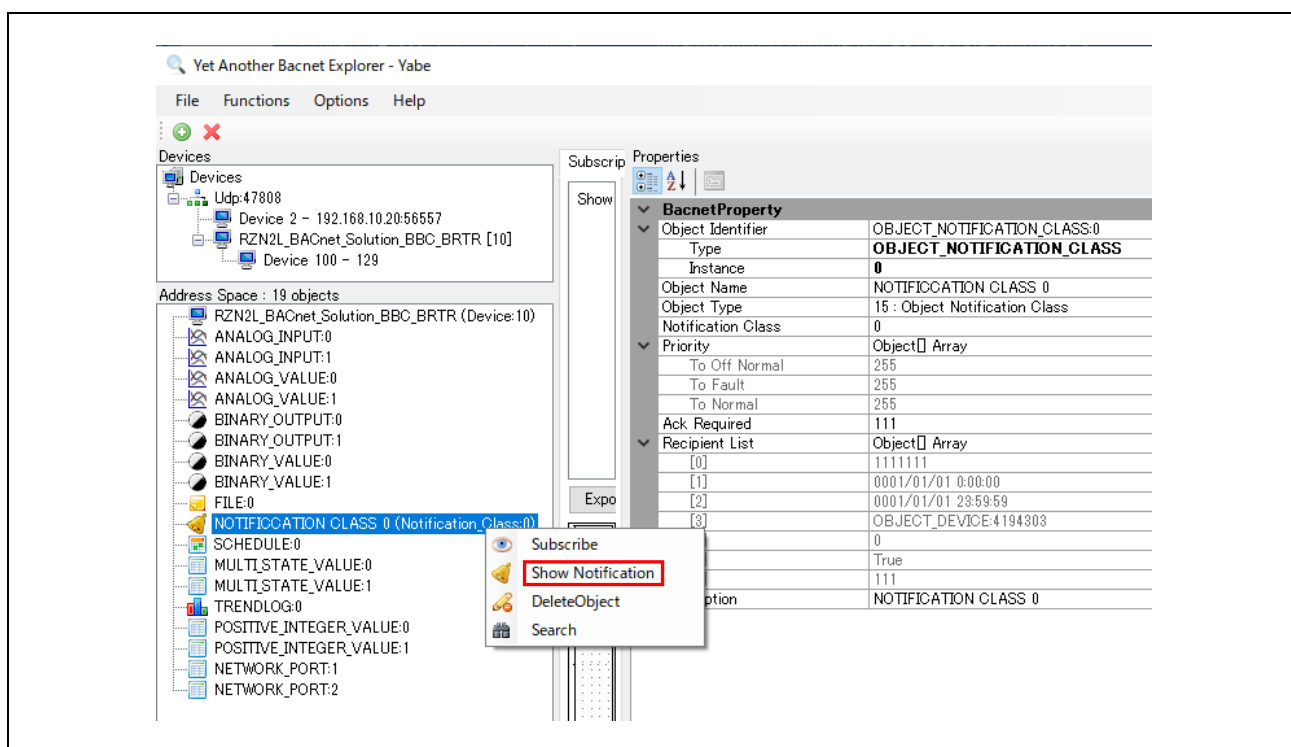 Yet Another Bacnet Explorer - Yabe
File Functions Options Help
Devices
Devices
Udp:47808
Device 2 - 192.168.10.20:56557
RZN2L_BACnet_Solution_BBC_BRTR [10]
Device 100 - 129
Address Space : 19 objects
RZN2L_BACnet_Solution_BBC_BRTR (Device:10)
ANALOG_INPUT:0
ANALOG_INPUT:1
ANALOG_VALUE:0
ANALOG_VALUE:1
BINARY_OUTPUT:0
BINARY_OUTPUT:1
BINARY_VALUE:0
BINARY_VALUE:1
FILE:0
NOTIFICCATION CLASS 0 (Notification_Class:0)
SCHEDULE:0
MULTI_STATE_VALUE:0
MULTI_STATE_VALUE:1
TRENDLOG:0
POSITIVE_INTEGER_VALUE:0
POSITIVE_INTEGER_VALUE:1
NETWORK_PORT:1
NETWORK_PORT:2
Subscribe
Show Notification
DeleteObject
Search
Subscrip
Show
Expo
Properties
BacnetProperty
Object Identifier OBJECT_NOTIFICATION_CLASS:0
Type OBJECT_NOTIFICATION_CLASS
Instance 0
Object Name NOTIFICCATION CLASS 0
Object Type 15 : Object Notification Class
Notification Class 0
Priority Object[] Array
To Off Normal 255
To Fault 255
To Normal 255
Ack Required 111
Recipient List Object[] Array
[0] 1111111
[1] 0001/01/01 0:00:00
[2] 0001/01/01 23:59:59
[3] OBJECT_DEVICE:4194303
] 0
True
111
ption NOTIFICATION CLASS 0